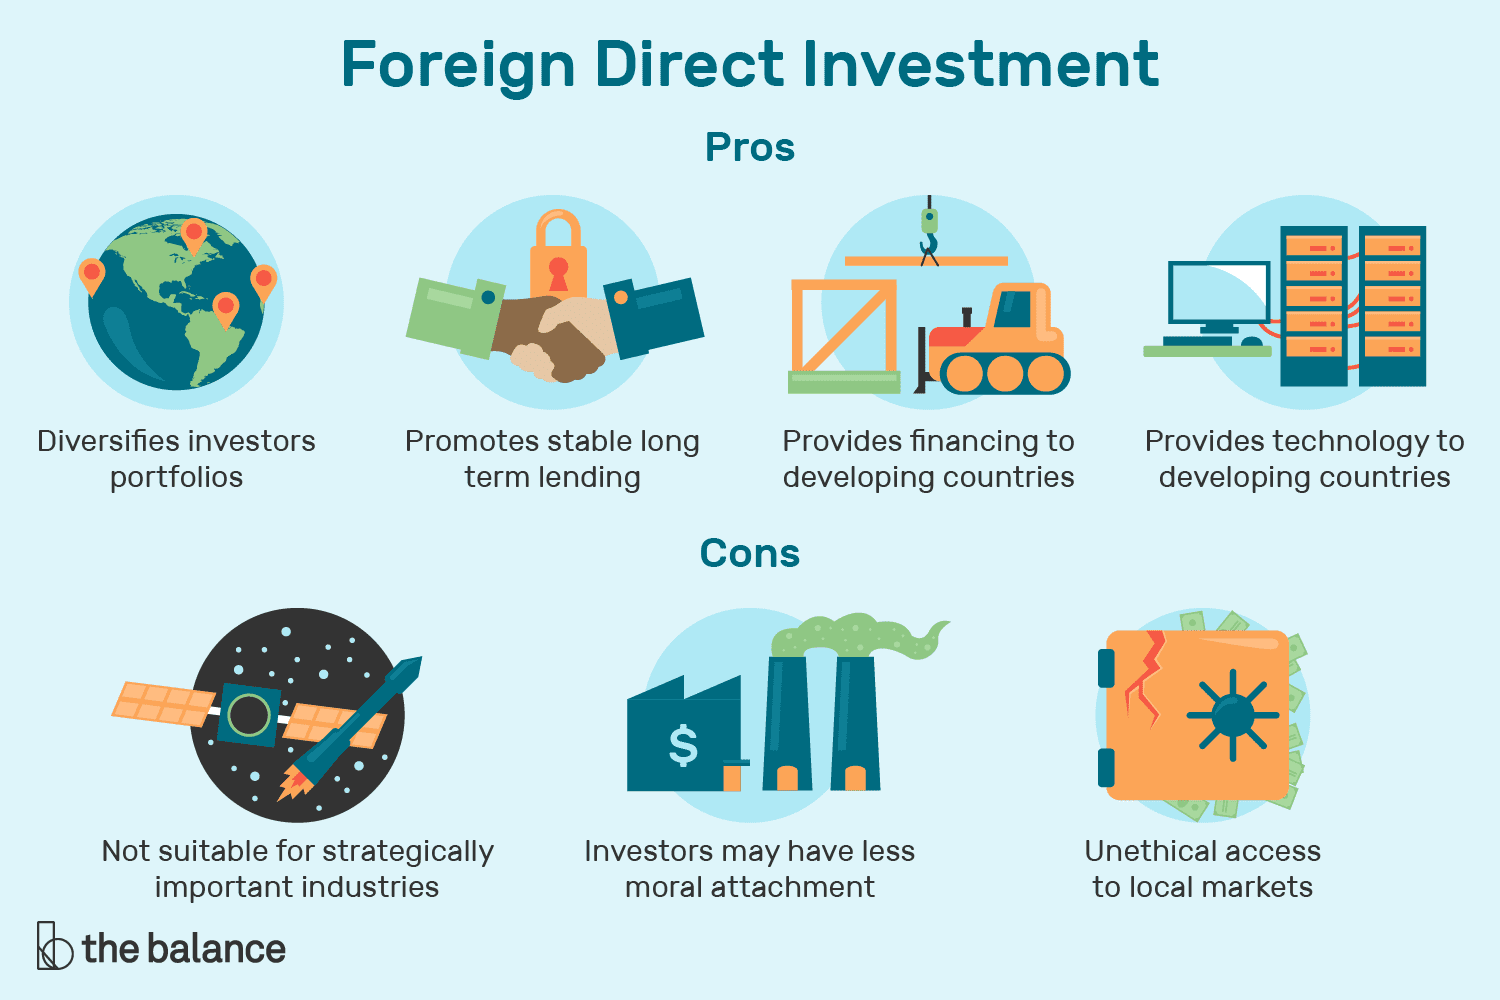 Foreign Direct Investment
Pros
Diversifies investors
portfolios
Promotes stable long
term lending
Provides financing to
developing countries
Provides technology to
developing countries
Cons
$
Not suitable for strategically
important industries
Investors may have less
moral attachment
Unethical access
to local markets
b the balance